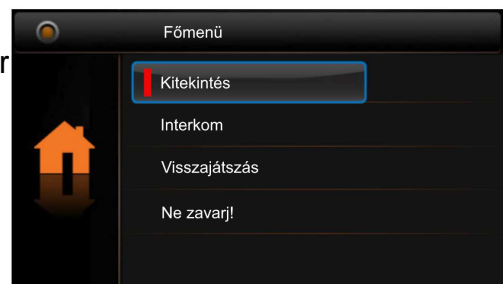 Főmenü
r
Kitekintés
Interkom
Visszajátszás
Ne zavarj!